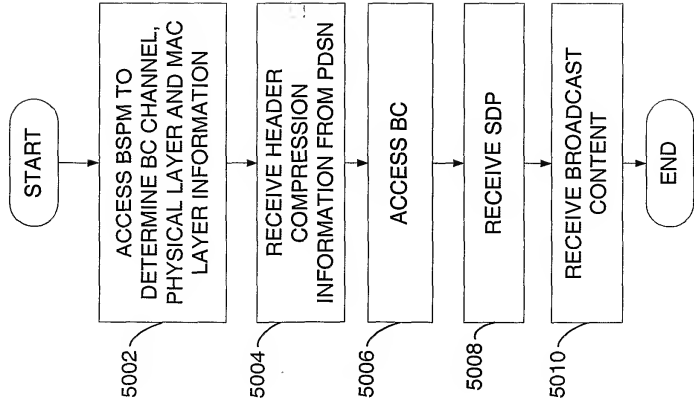 START
ACCESS BSPM TO
DETERMINE BC CHANNEL,
PHYSICAL LAYER AND MAC
LAYER INFORMATION
5002
RECEIVE HEADER
COMPRESSION
INFORMATION FROM PDSN
5004
ACCESS BC
5006
RECEIVE SDP
5008
RECEIVE BROADCAST
CONTENT
5010
END